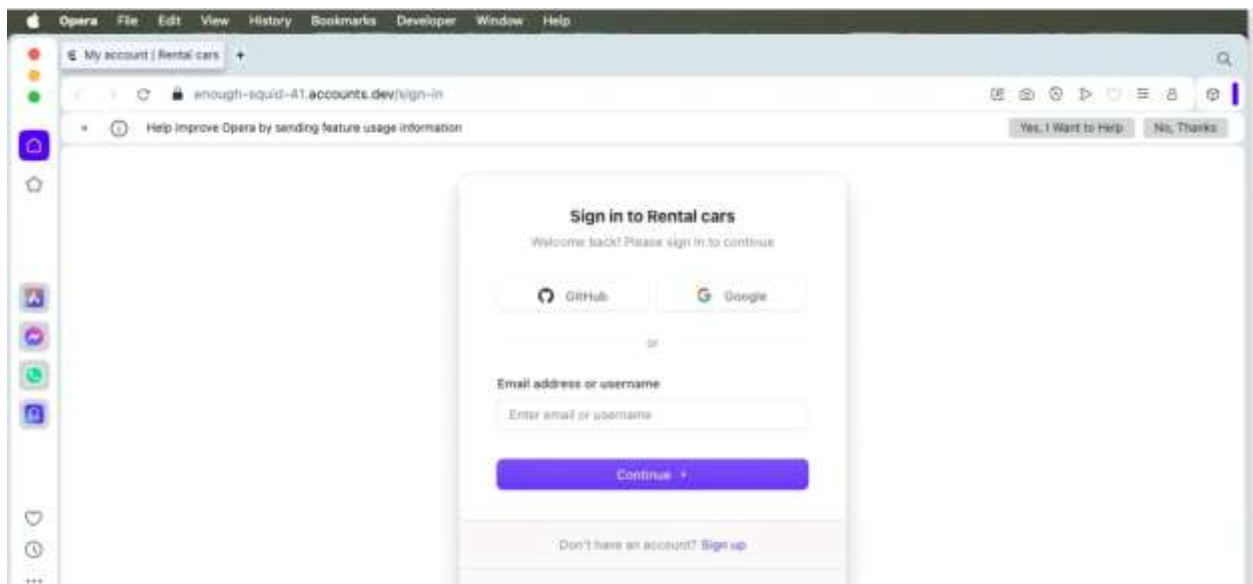 Opera File Edit View History Bookmarks Developer Window Help
My account | Rental cars +
enough-squid-41.accounts.dev/sign-in
Help improve Opera by sending feature usage information Yes, I Want to Help No, Thanks
Sign in to Rental cars
Welcome back! Please sign in to continue
GitHub Google
or
Email address or username
Enter email or username
Continue
Don't have an account? Sign up